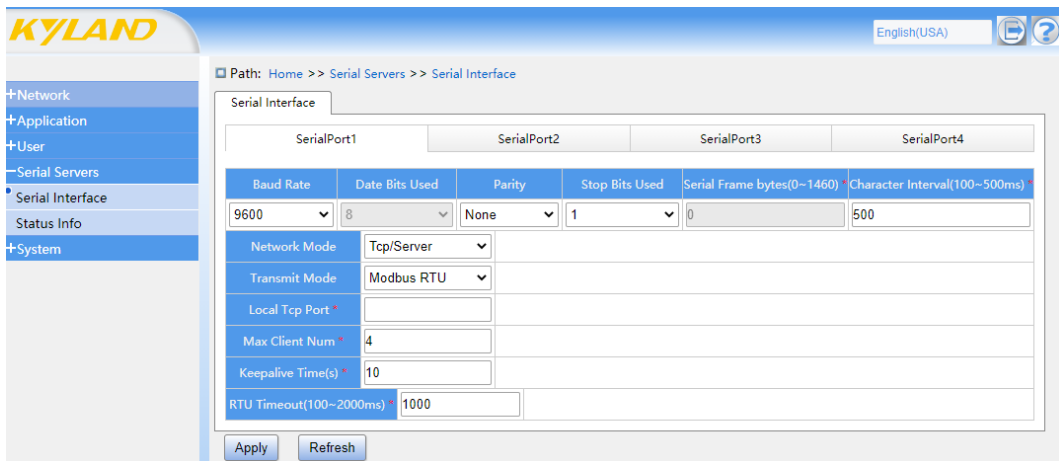 KYLAND
English(USA)
Path: Home >> Serial Servers >> Serial Interface
+Network
+Application
+User
−Serial Servers
Serial Interface
Status Info
+System
Serial Interface
SerialPort1 SerialPort2 SerialPort3 SerialPort4
Baud Rate Date Bits Used Parity Stop Bits Used Serial Frame bytes(0~1460) * Character Interval(100~500ms) *
9600 8 None 1 0 500
Network Mode Tcp/Server
Transmit Mode Modbus RTU
Local Tcp Port *
Max Client Num * 4
Keepalive Time(s) * 10
RTU Timeout(100~2000ms) * 1000
Apply Refresh